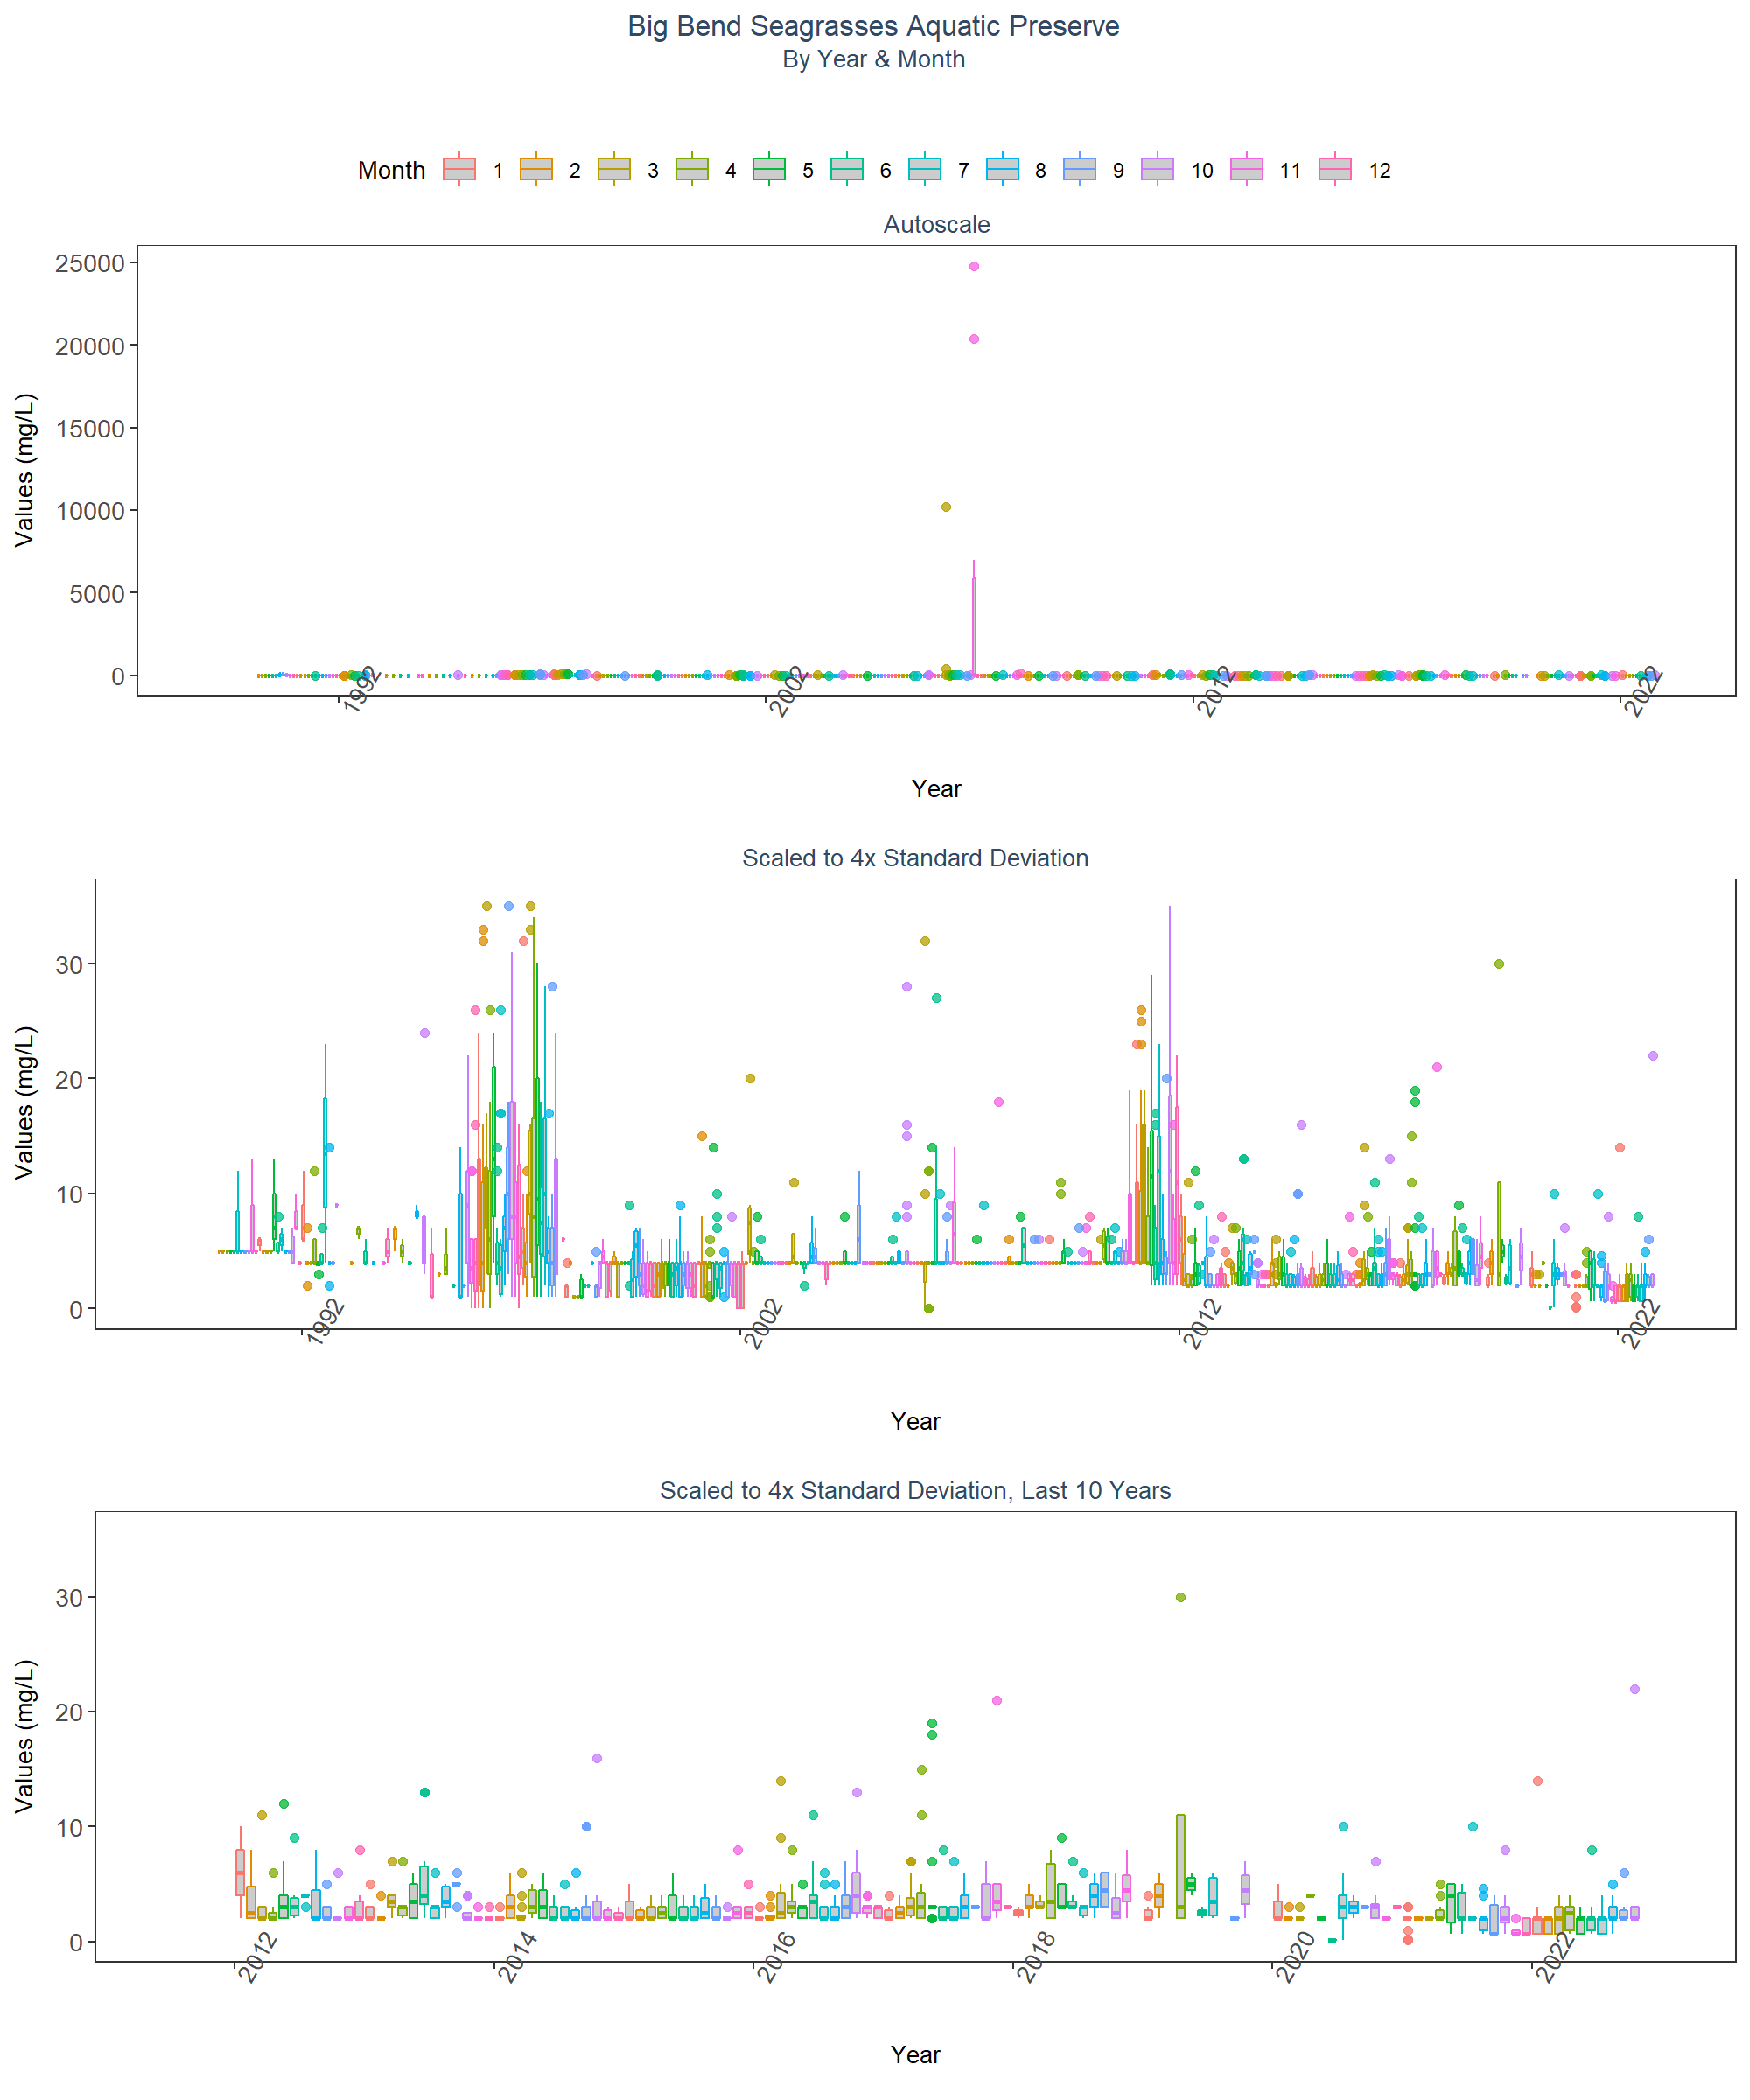 Big Bend Seagrasses Aquatic Preserve
By Year & Month
Month 1 2 3 4 5 6 7 8 9 10 11 12
Autoscale
Values (mg/L)
25000
20000
15000
10000
5000
0
1992 2002 2012 2022
Year
Scaled to 4x Standard Deviation
Values (mg/L)
30
20
10
0
1992 2002 2012 2022
Year
Scaled to 4x Standard Deviation, Last 10 Years
Values (mg/L)
30
20
10
0
2012 2014 2016 2018 2020 2022
Year